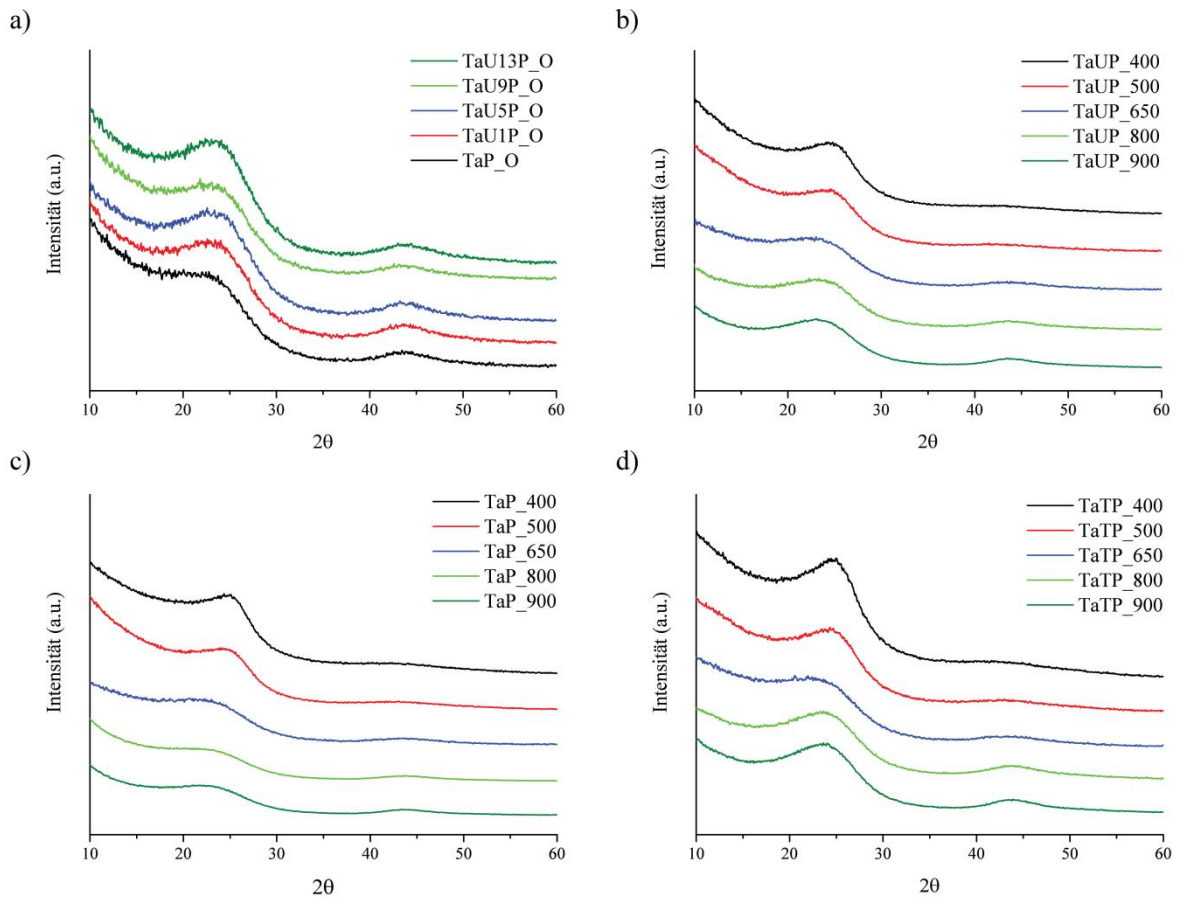 a)
TaU13P_O
TaU9P_O
TaU5P_O
TaU1P_O
TaP_O
Intensität (a.u.)
10 20 30 40 50 60
2θ
b)
TaUP_400
TaUP_500
TaUP_650
TaUP_800
TaUP_900
Intensität (a.u.)
10 20 30 40 50 60
2θ
c)
TaP_400
TaP_500
TaP_650
TaP_800
TaP_900
Intensität (a.u.)
10 20 30 40 50 60
2θ
d)
TaTP_400
TaTP_500
TaTP_650
TaTP_800
TaTP_900
Intensität (a.u.)
10 20 30 40 50 60
2θ